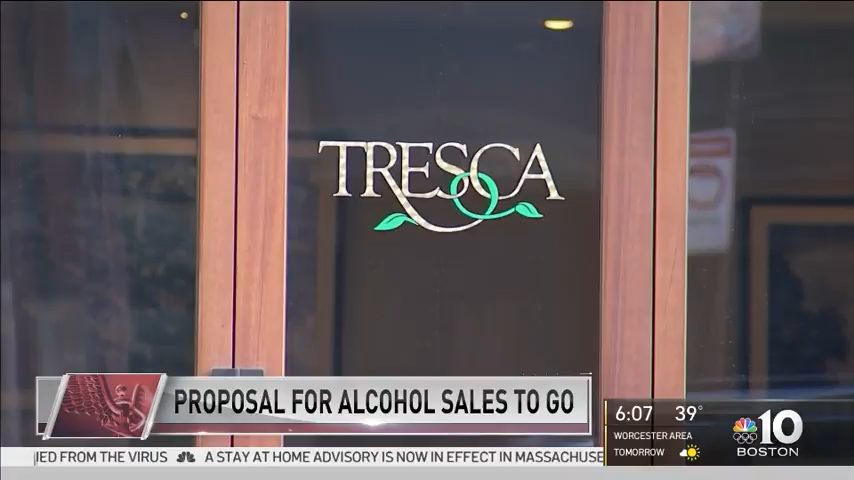 TRESCA
PROPOSAL FOR ALCOHOL SALES TO GO
6:07 39°
WORCESTER AREA
TOMORROW
10
BOSTON
IED FROM THE VIRUS A STAY AT HOME ADVISORY IS NOW IN EFFECT IN MASSACHUSE